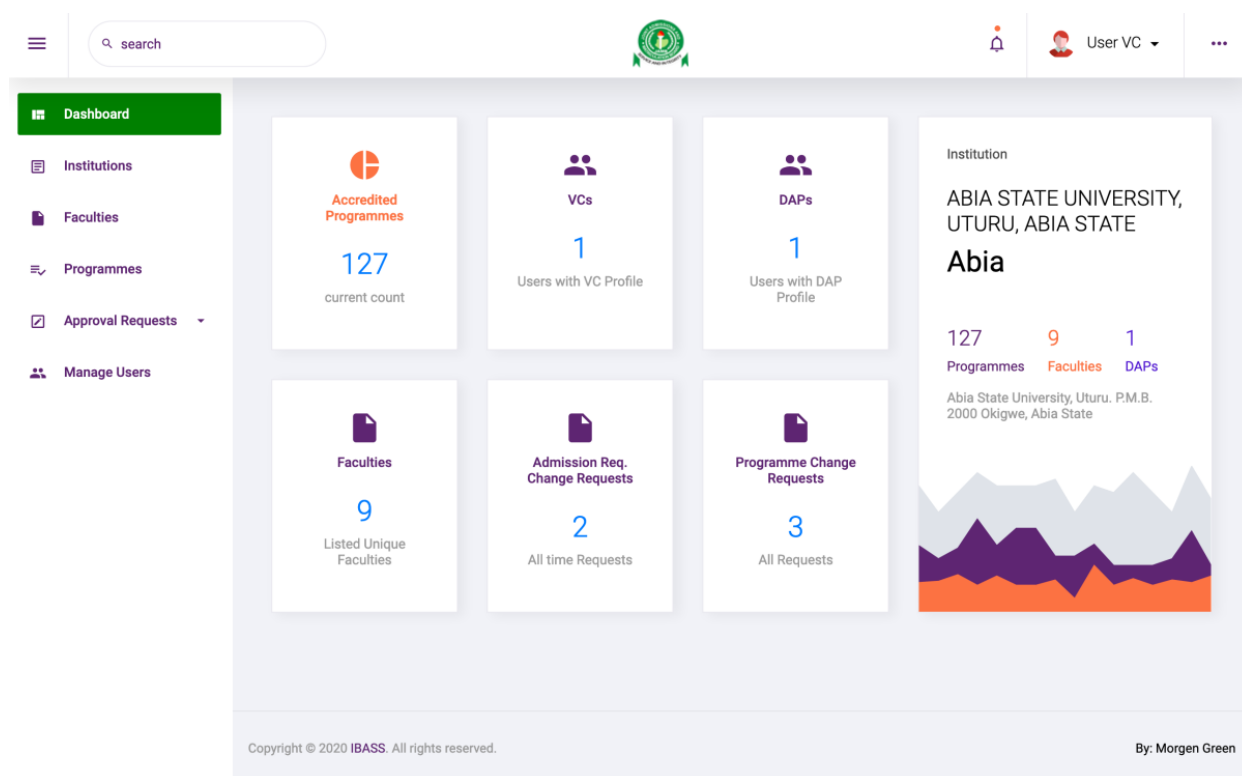 search
User VC
Dashboard
Institutions
Faculties
Programmes
Approval Requests
Manage Users
Accredited
Programmes
127
current count
VCs
1
Users with VC Profile
DAPs
1
Users with DAP
Profile
Faculties
9
Listed Unique
Faculties
Admission Req.
Change Requests
2
All time Requests
Programme Change
Requests
3
All Requests
Institution
ABIA STATE UNIVERSITY,
UTURU, ABIA STATE
Abia
127 9 1
Programmes Faculties DAPs
Abia State University, Uturu. P.M.B.
2000 Okigwe, Abia State
Copyright © 2020 IBASS. All rights reserved.
By: Morgen Green